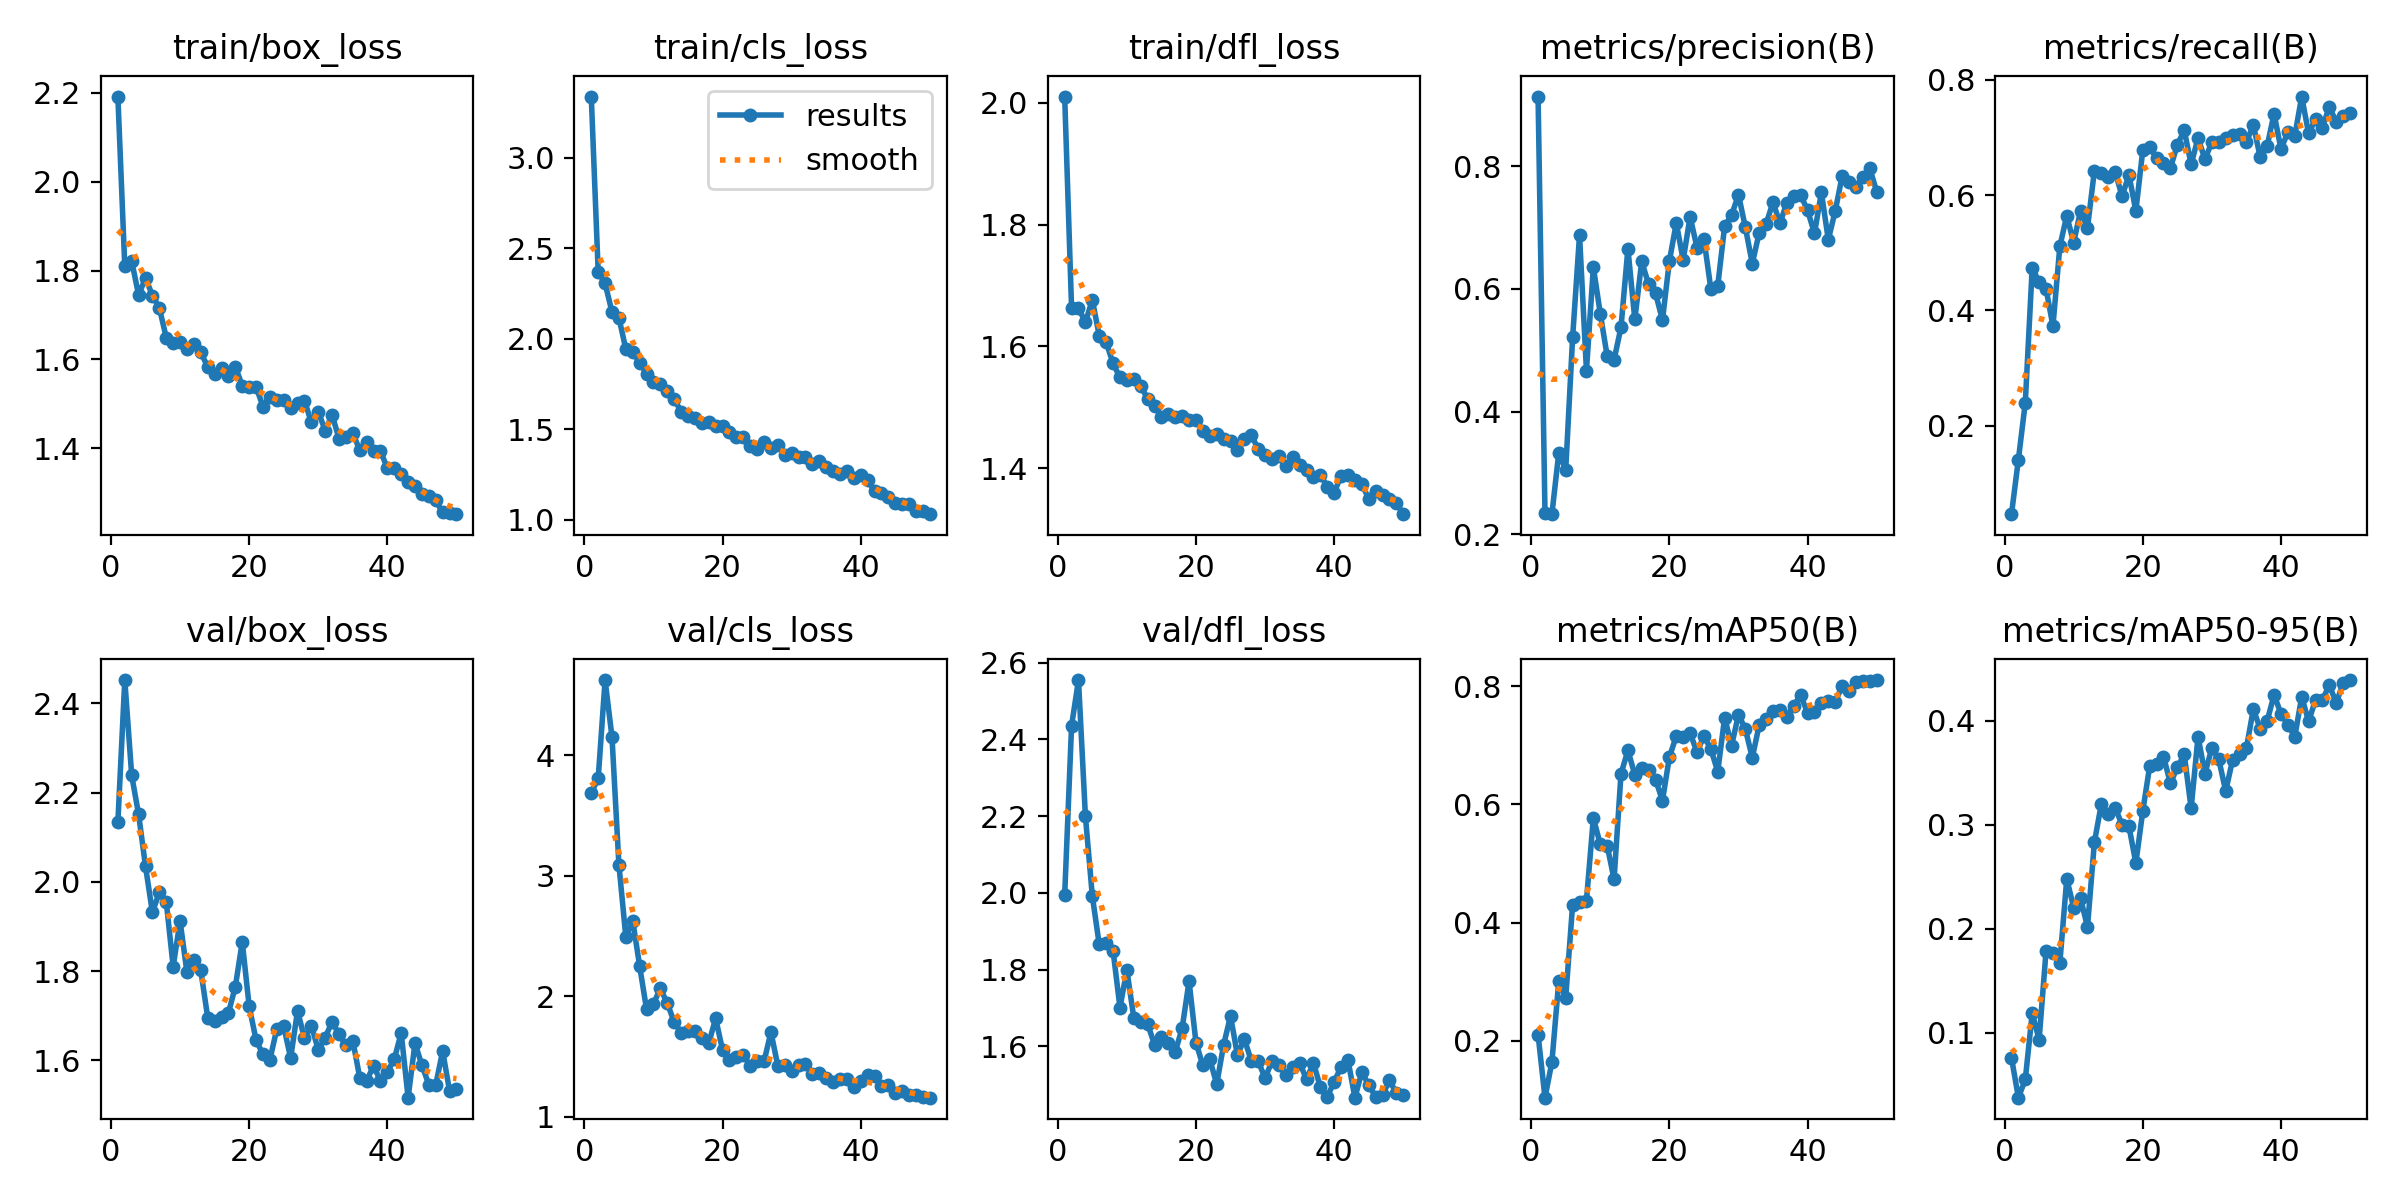 train/box_loss
train/cls_loss
train/dfl_loss
metrics/precision(B)
metrics/recall(B)
2.2
2.0
1.8
1.6
1.4
0 20 40
results
smooth
3.0
2.5
2.0
1.5
1.0
0 20 40
2.0
1.8
1.6
1.4
0 20 40
0.8
0.6
0.4
0.2
0 20 40
0.8
0.6
0.4
0.2
0 20 40
val/box_loss
val/cls_loss
val/dfl_loss
metrics/mAP50(B)
metrics/mAP50-95(B)
2.4
2.2
2.0
1.8
1.6
0 20 40
4
3
2
1
0 20 40
2.6
2.4
2.2
2.0
1.8
1.6
0 20 40
0.8
0.6
0.4
0.2
0 20 40
0.4
0.3
0.2
0.1
0 20 40